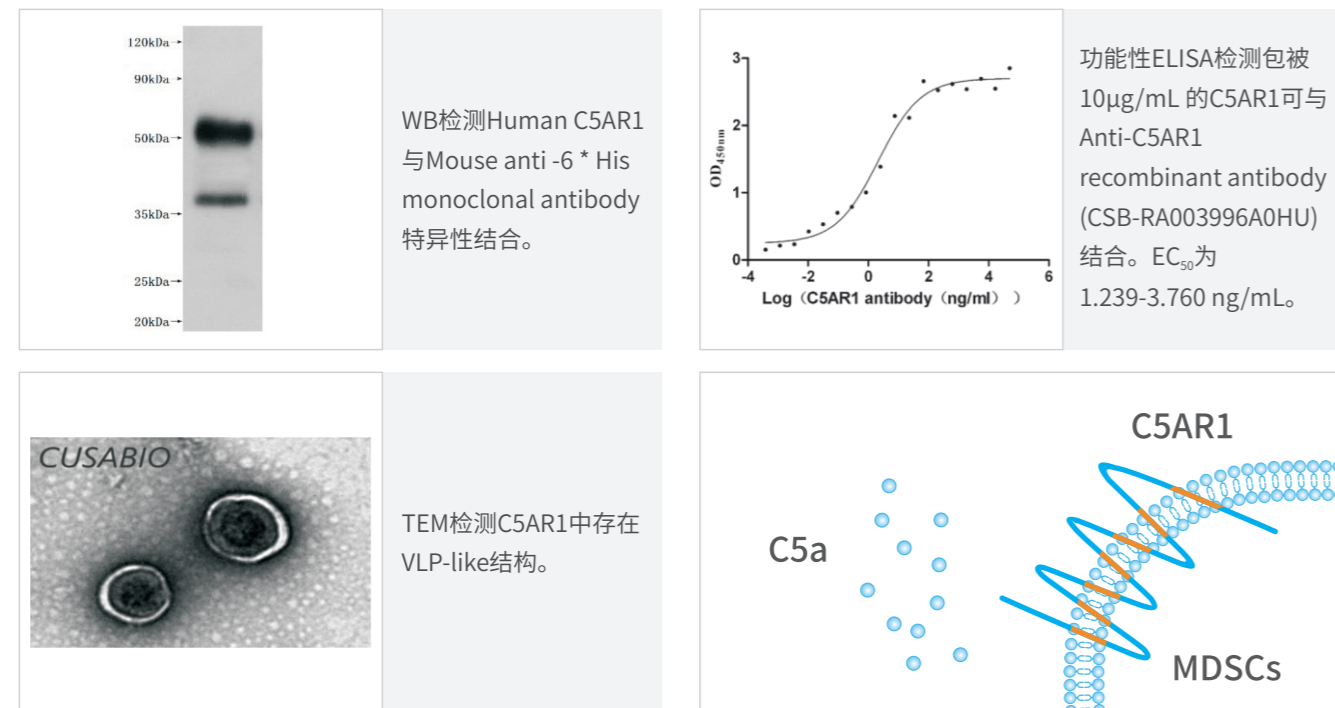 120kDa→
90kDa→
50kDa→
35kDa→
25kDa→
20kDa→
WB检测Human C5AR1
与Mouse anti -6 * His
monoclonal antibody
特异性结合。
3
2
1
0
OD450nm
-4 -2 0 2 4 6
Log（C5AR1 antibody（ng/ml））
功能性ELISA检测包被
10μg/mL 的C5AR1可与
Anti-C5AR1
recombinant antibody
(CSB-RA003996A0HU)
结合。EC50为
1.239-3.760 ng/mL。
CUSABIO
TEM检测C5AR1中存在
VLP-like结构。
C5AR1
C5a
MDSCs